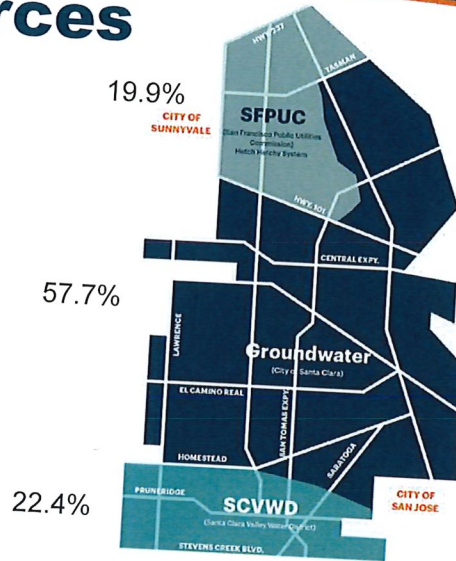 rces
HWY 237
TASMAN
19.9%
CITY OF
SUNNYVALE
SFPUC
(San Francisco Public Utilities
Commission)
Hetch Hetchy System
HWY. 101
CENTRAL EXPY.
57.7%
LAWRENCE
Groundwater
(City of Santa Clara)
EL CAMINO REAL
SAN TOMAS EXPY.
SARATOGA
HOMESTEAD
PRUNERIDGE
22.4%
SCVWD
(Santa Clara Valley Water District)
CITY OF
SAN JOSE
STEVENS CREEK BLVD.